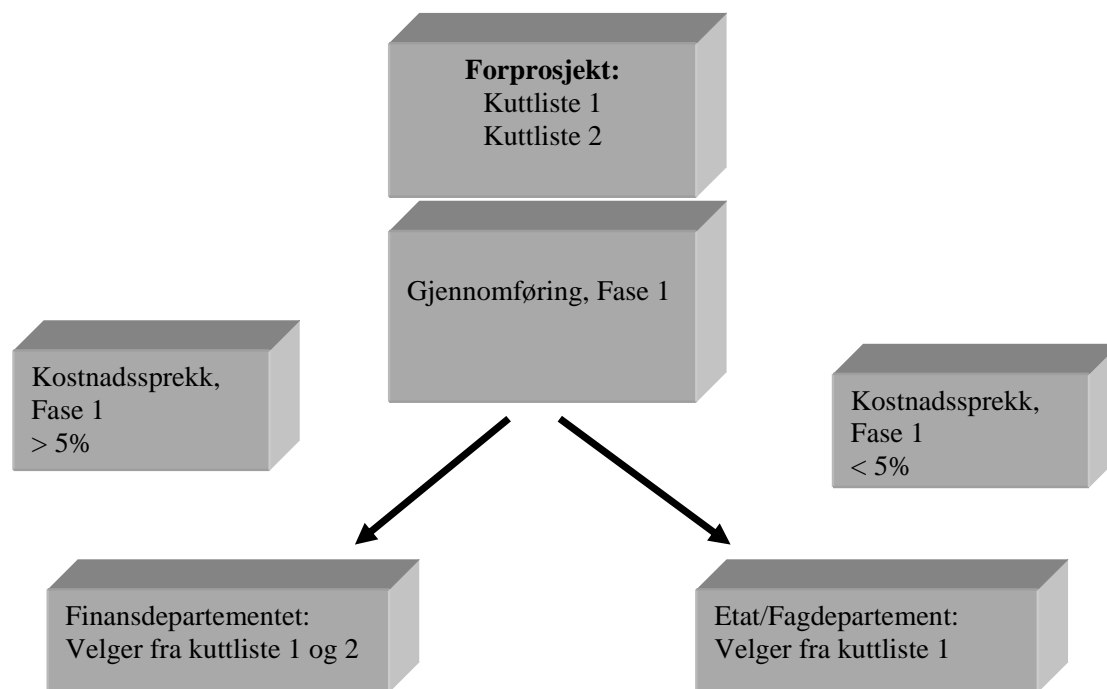 Forprosjekt:
Kuttliste 1
Kuttliste 2
Gjennomføring, Fase 1
Kostnadssprekk,
Fase 1
> 5%
Kostnadssprekk,
Fase 1
< 5%
Finansdepartementet:
Velger fra kuttliste 1 og 2
Etat/Fagdepartement:
Velger fra kuttliste 1